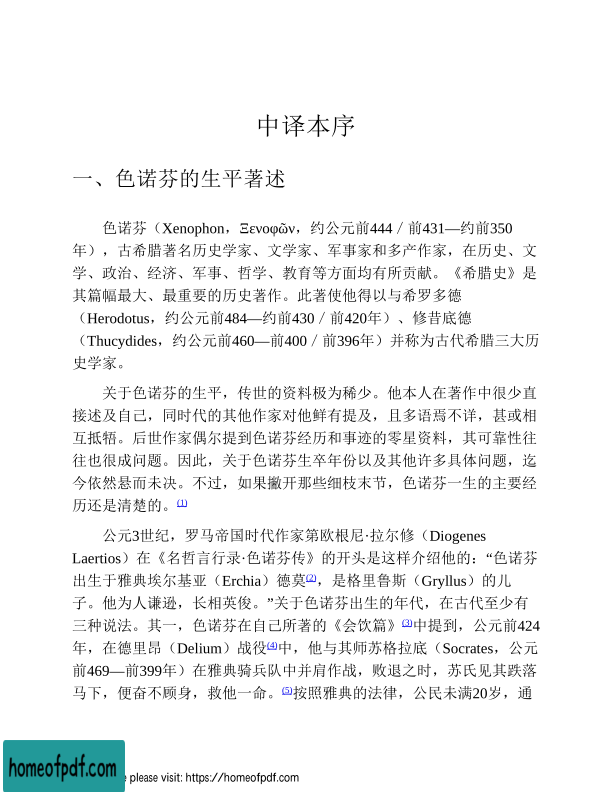 中译本序
一、色诺芬的生平著述
色诺芬（Xenophon，Ξενοφῶν，约公元前444／前431—约前350
年），古希腊著名历史学家、文学家、军事家和多产作家，在历史、文
学、政治、经济、军事、哲学、教育等方面均有所贡献。《希腊史》是
其篇幅最大、最重要的历史著作。此著使他得以与希罗多德
（Herodotus，约公元前484—约前430／前420年）、修昔底德
（Thucydides，约公元前460—前400／前396年）并称为古代希腊三大历
史学家。
关于色诺芬的生平，传世的资料极为稀少。他本人在著作中很少直
接述及自己，同时代的其他作家对他鲜有提及，且多语焉不详，甚或相
互抵牾。后世作家偶尔提到色诺芬经历和事迹的零星资料，其可靠性往
往也很成问题。因此，关于色诺芬生卒年份以及其他许多具体问题，迄
今依然悬而未决。不过，如果撇开那些细枝末节，色诺芬一生的主要经
历还是清楚的。(1)
公元3世纪，罗马帝国时代作家第欧根尼·拉尔修（Diogenes
Laertios）在《名哲言行录·色诺芬传》的开头是这样介绍他的：“色诺芬
出生于雅典埃尔基亚（Erchia）德莫(2)，是格里鲁斯（Gryllus）的儿
子。他为人谦逊，长相英俊。”关于色诺芬出生的年代，在古代至少有
三种说法。其一，色诺芬在自己所著的《会饮篇》(3)中提到，公元前424
年，在德里昂（Delium）战役(4)中，他与其师苏格拉底（Socrates，公元
前469—前399年）在雅典骑兵队中并肩作战，败退之时，苏氏见其跌落
马下，便奋不顾身，救他一命。(5)按照雅典的法律，公民未满20岁，通
homeofpdf.com
please visit: https://homeofpdf.com